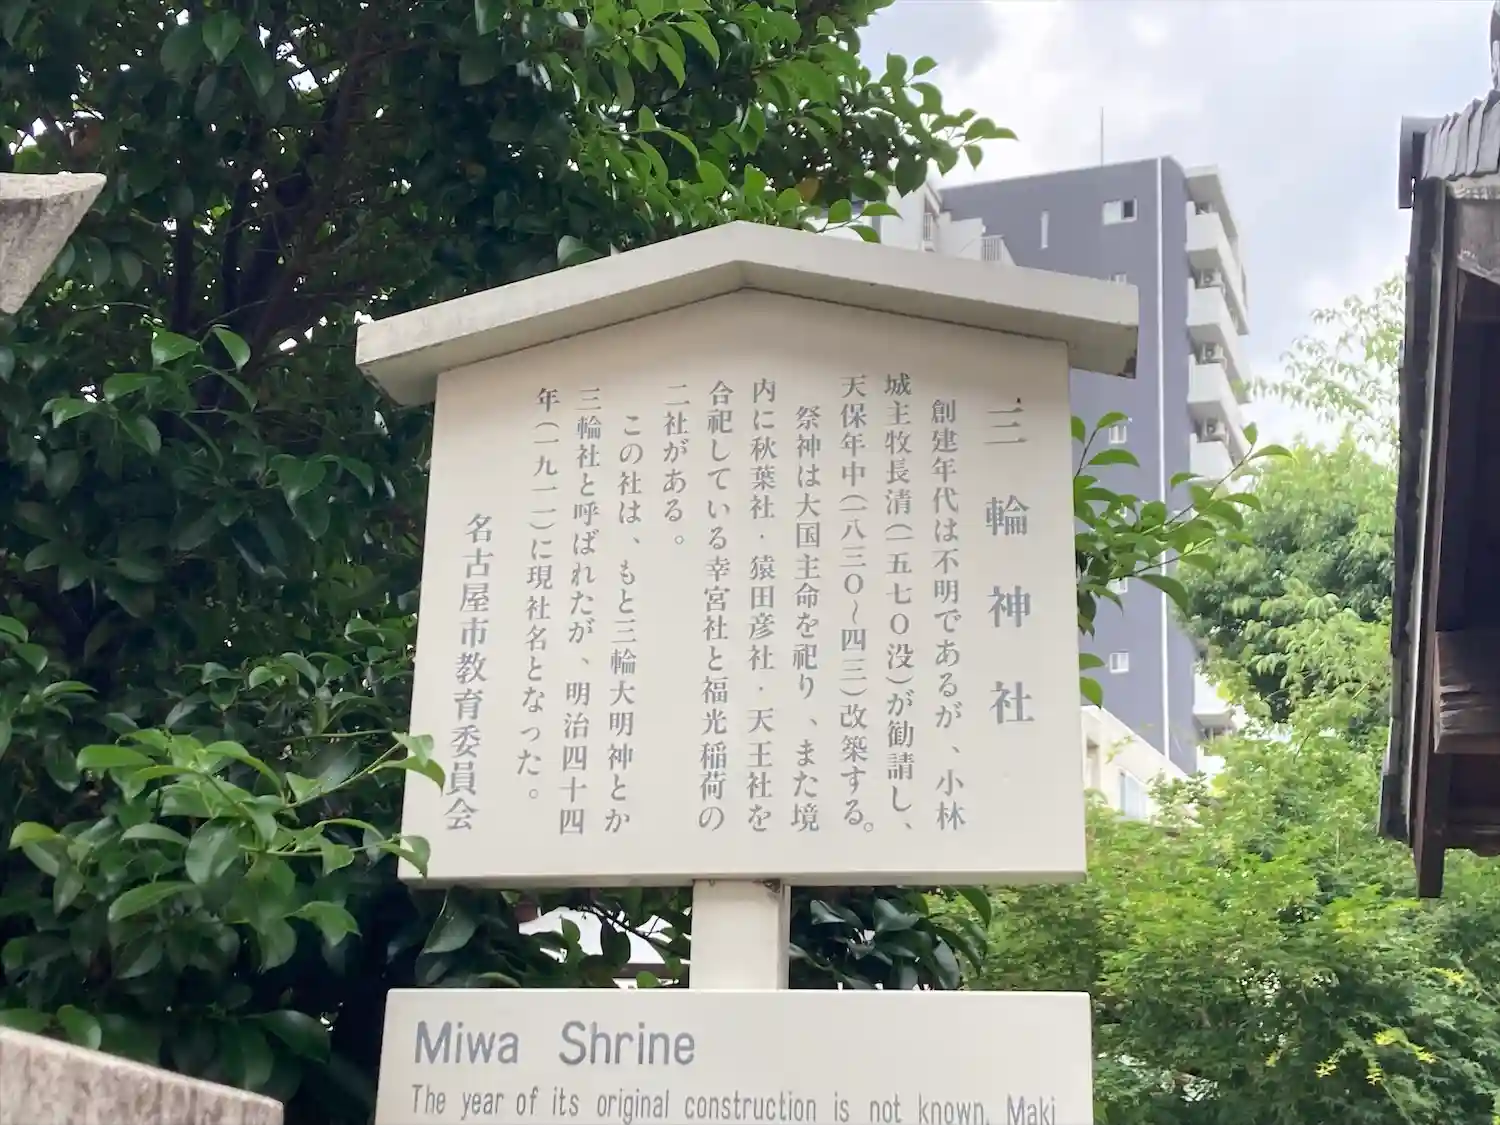 三輪神社
創建年代は不明であるが、小林
城主牧長清（一五七〇没）が勧請し、
天保年中（一八三〇～四三）改築する。
祭神は大国主命を祀り、また境
内に秋葉社・猿田彦社・天王社を
合祀している幸宮社と福光稲荷の
二社がある。
この社は、もと三輪大明神とか
三輪社と呼ばれたが、明治四十四
年（一九一一）に現社名となった。
名古屋市教育委員会
Miwa Shrine
The year of its original construction is not known. Maki